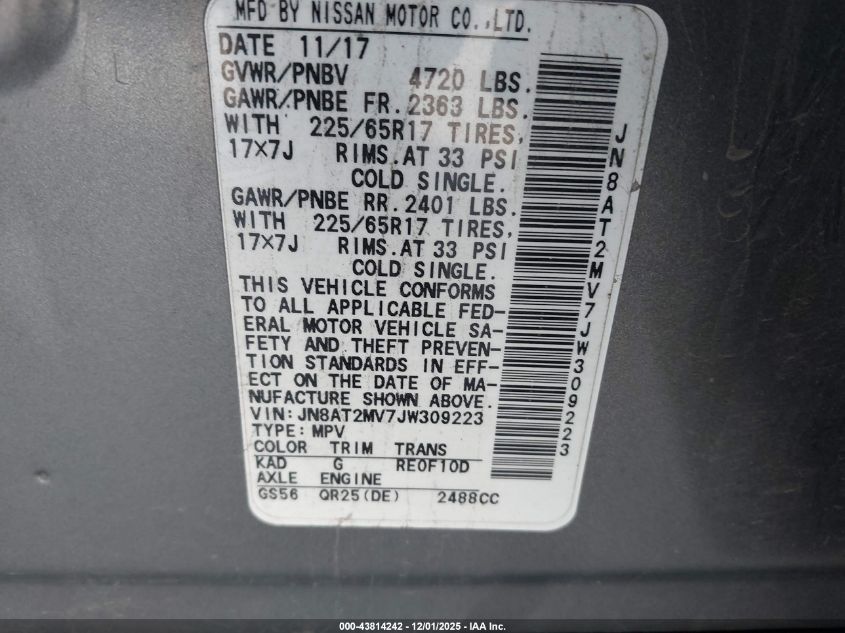 MFD BY NISSAN MOTOR CO.,LTD.
DATE 11/17
GVWR/PNBV 4720 LBS.
GAWR/PNBE FR. 2363 LBS.
WITH 225/65R17 TIRES,
17×7J RIMS.AT 33 PSI
COLD SINGLE.
GAWR/PNBE RR. 2401 LBS.
WITH 225/65R17 TIRES,
17×7J RIMS.AT 33 PSI
COLD SINGLE.
THIS VEHICLE CONFORMS
TO ALL APPLICABLE FED-
ERAL MOTOR VEHICLE SA-
FETY AND THEFT PREVEN-
TION STANDARDS IN EFF-
ECT ON THE DATE OF MA-
NUFACTURE SHOWN ABOVE.
VIN:JN8AT2MV7JW309223
TYPE:MPV
COLOR TRIM TRANS
KAD G RE0F10D
AXLE ENGINE
GS56 QR25(DE) 2488CC
JN8AT2MV7JW309223
000-43814242 - 12/01/2025 - IAA Inc.